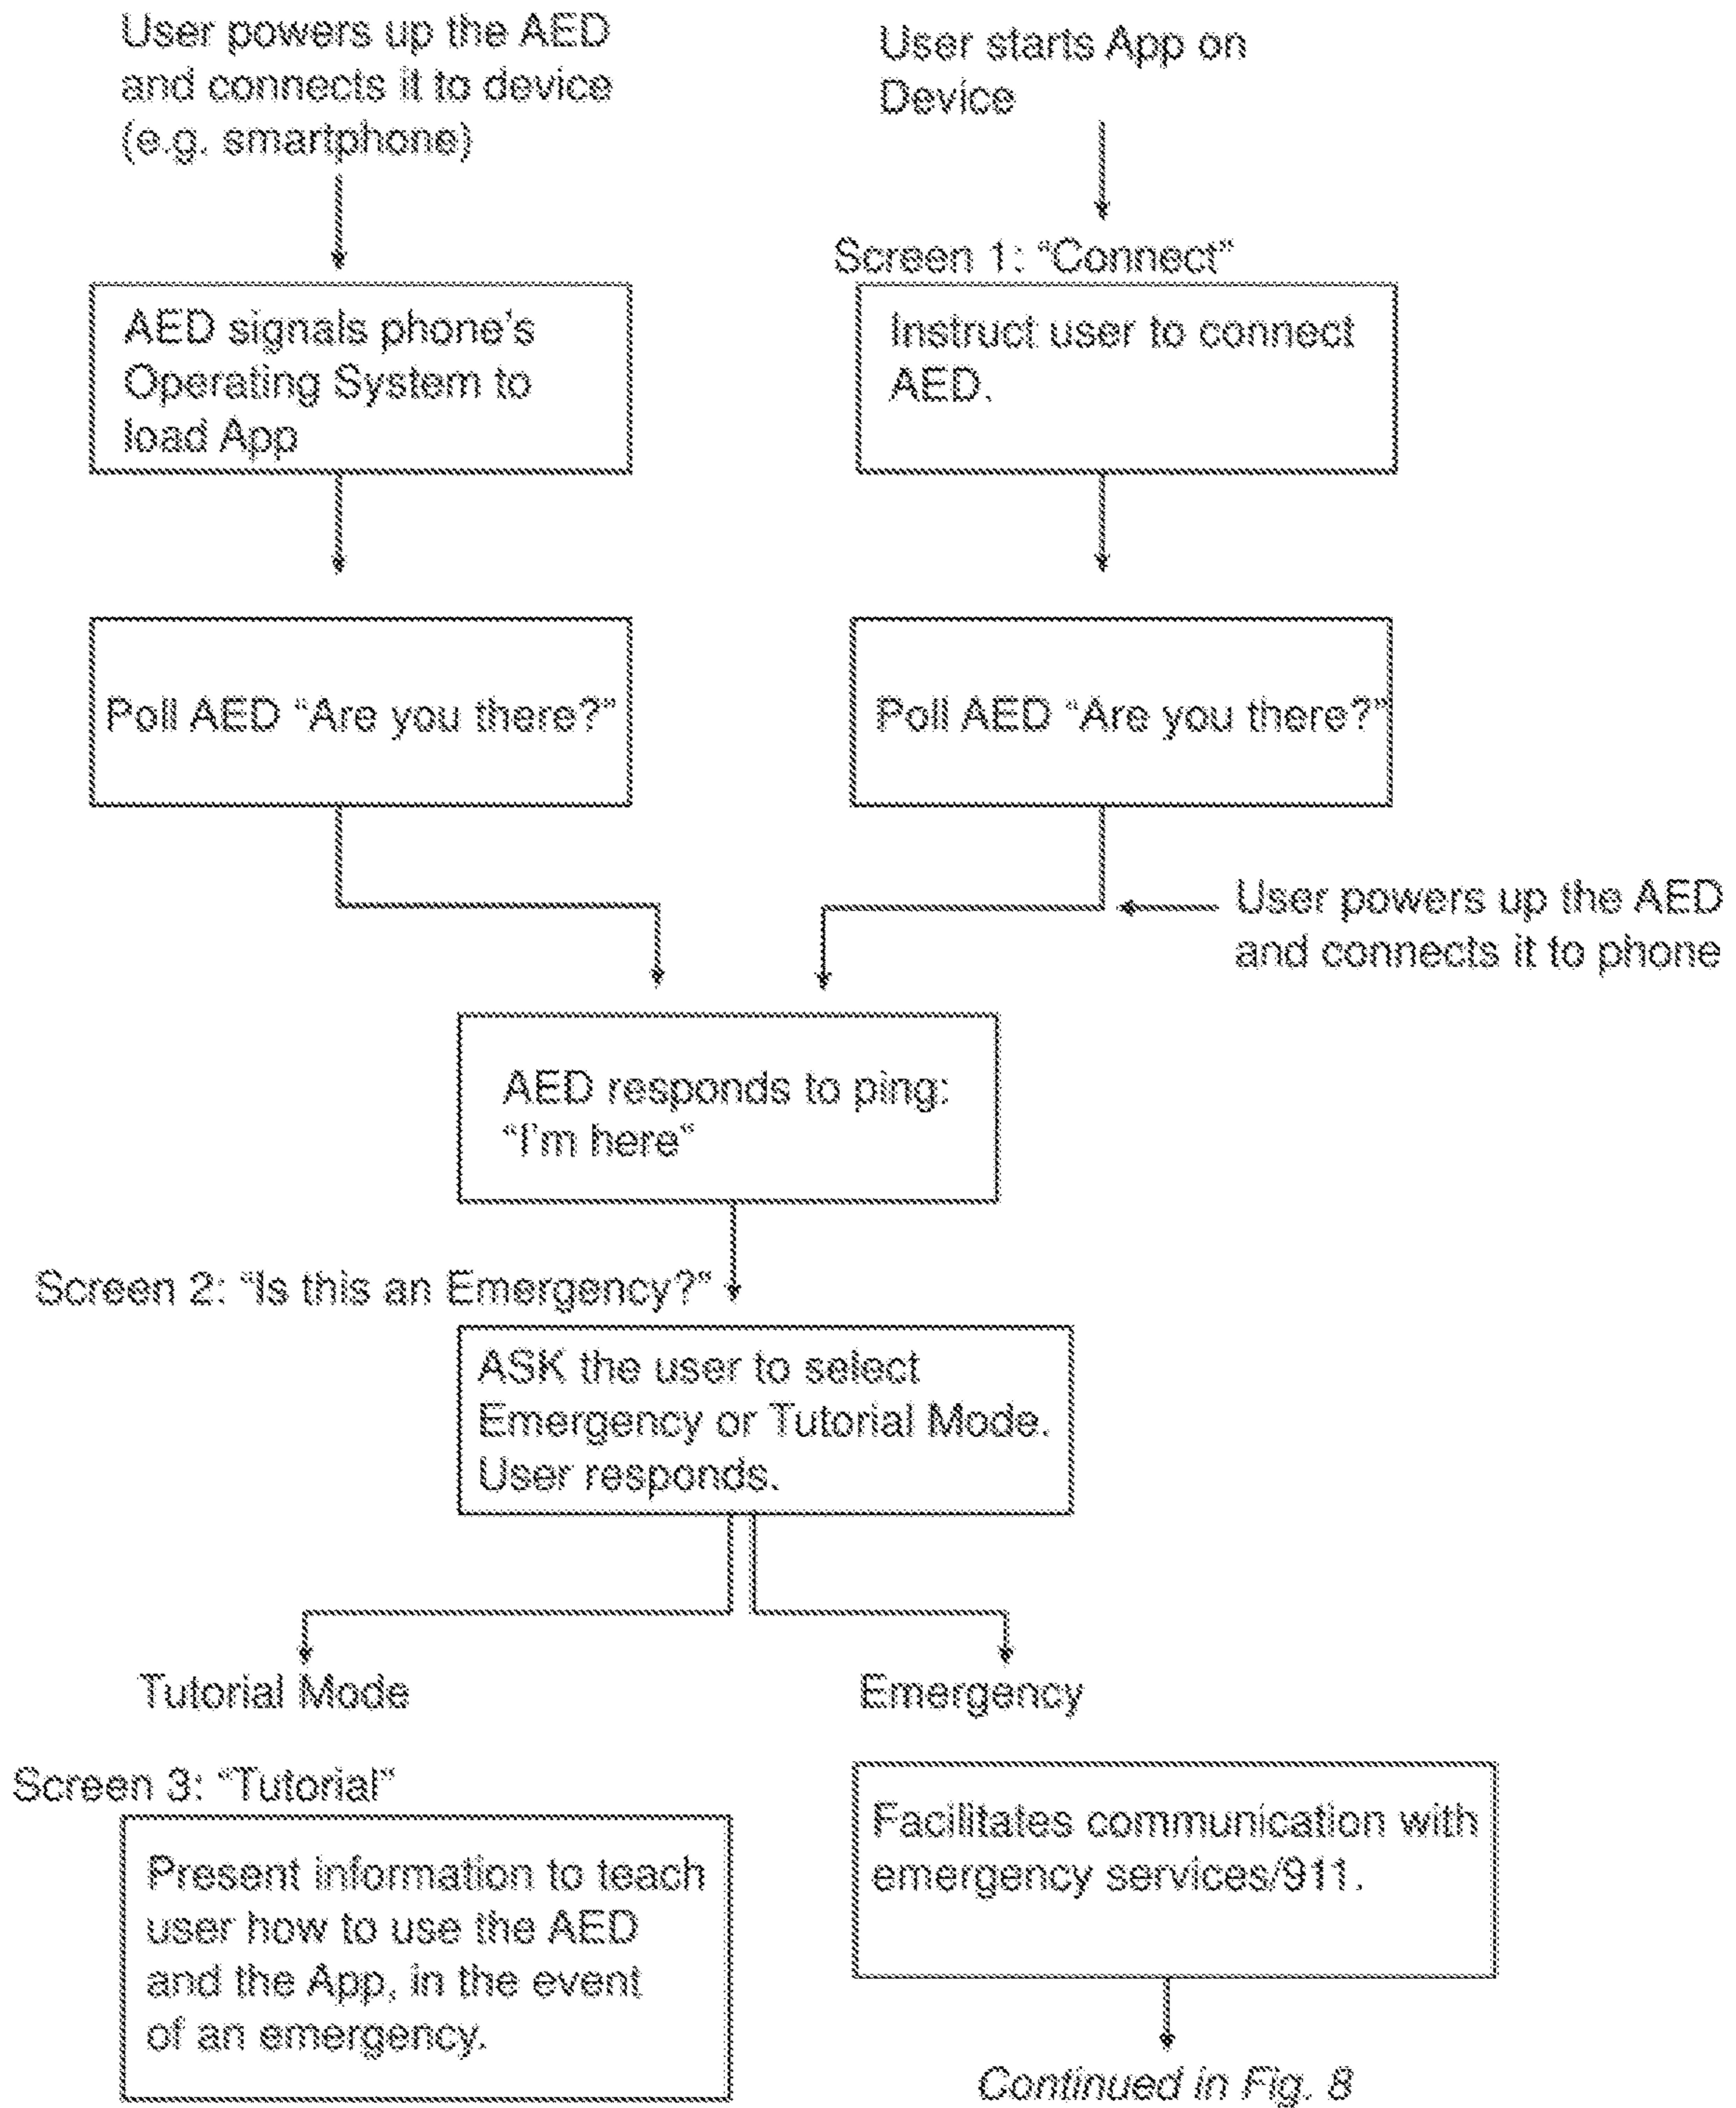 User powers up the AED
and connects it to device
(e.g. smartphone)
User starts App on
Device
Screen 1: "Connect"
AED signals phone's
Operating System to
load App
Instruct user to connect
AED.
Poll AED "Are you there?"
Poll AED "Are you there?"
User powers up the AED
and connects it to phone
AED responds to ping:
"I'm here"
Screen 2: "Is this an Emergency?"
ASK the user to select
Emergency or Tutorial Mode.
User responds.
Tutorial Mode
Emergency
Screen 3: "Tutorial"
Present information to teach
user how to use the AED
and the App, in the event
of an emergency.
Facilitates communication with
emergency services/911.
Continued in Fig. 8